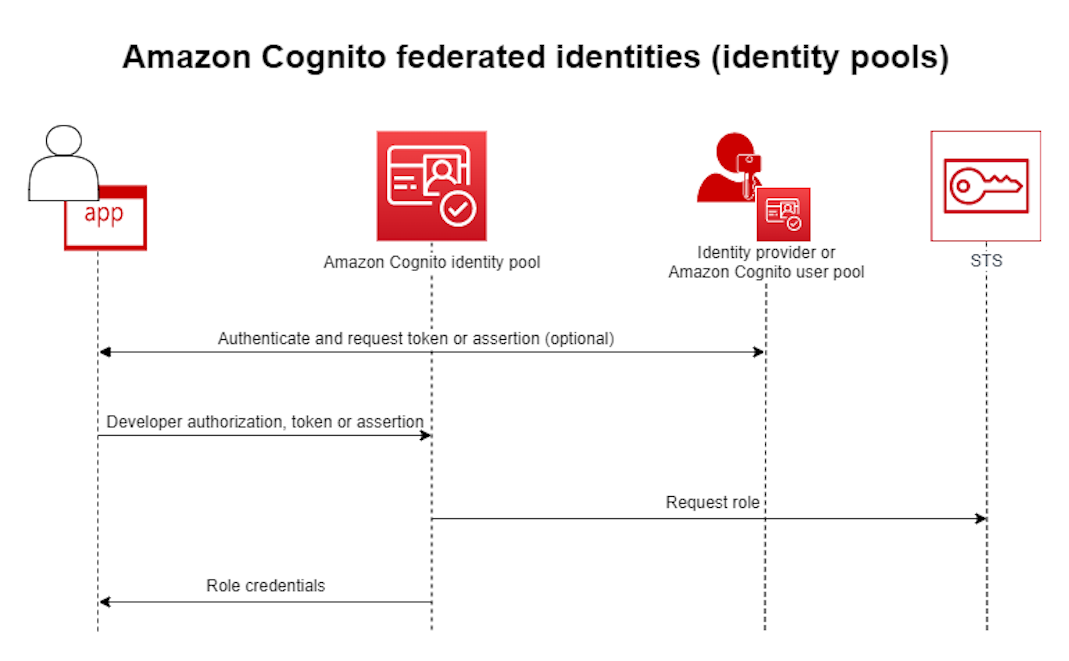 Amazon Cognito federated identities (identity pools)
app
Amazon Cognito identity pool
Identity provider or
Amazon Cognito user pool
STS
Authenticate and request token or assertion (optional)
Developer authorization, token or assertion
Request role
Role credentials